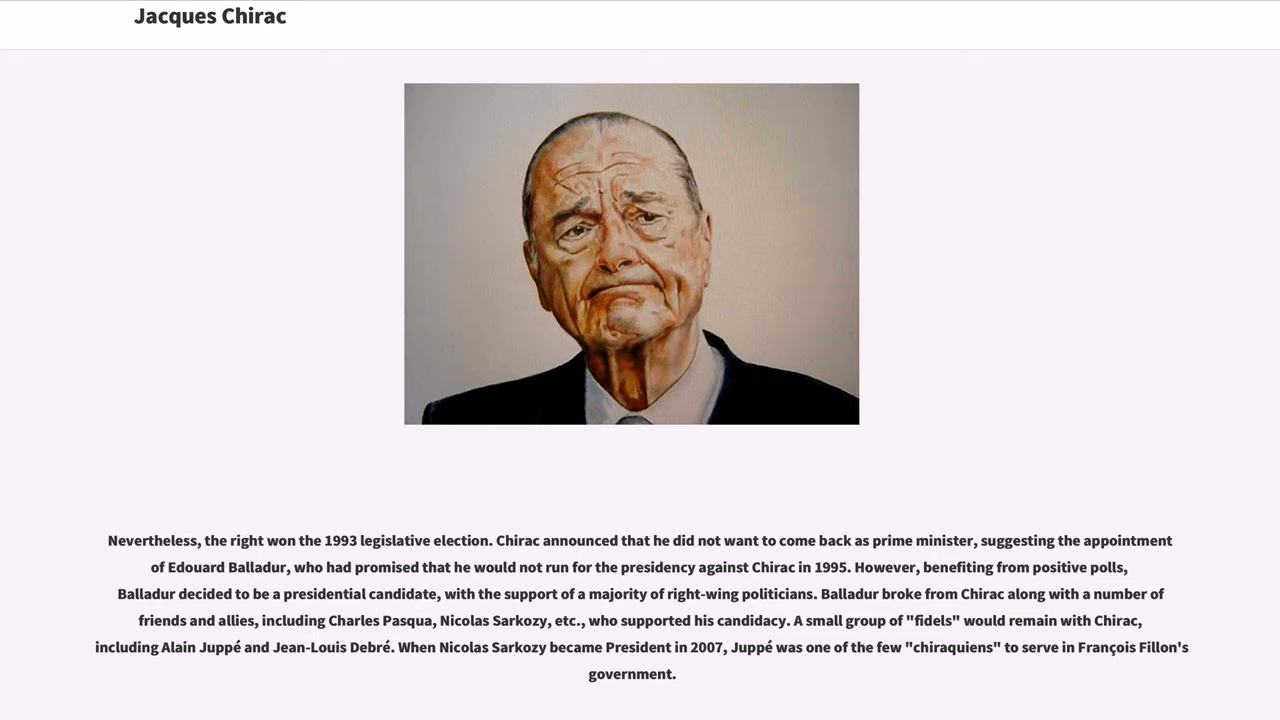 Jacques Chirac
Nevertheless, the right won the 1993 legislative election. Chirac announced that he did not want to come back as prime minister, suggesting the appointment
of Edouard Balladur, who had promised that he would not run for the presidency against Chirac in 1995. However, benefiting from positive polls,
Balladur decided to be a presidential candidate, with the support of a majority of right-wing politicians. Balladur broke from Chirac along with a number of
friends and allies, including Charles Pasqua, Nicolas Sarkozy, etc., who supported his candidacy. A small group of "fidels" would remain with Chirac,
including Alain Juppé and Jean-Louis Debré. When Nicolas Sarkozy became President in 2007, Juppé was one of the few "chiraquiens" to serve in François Fillon's
government.